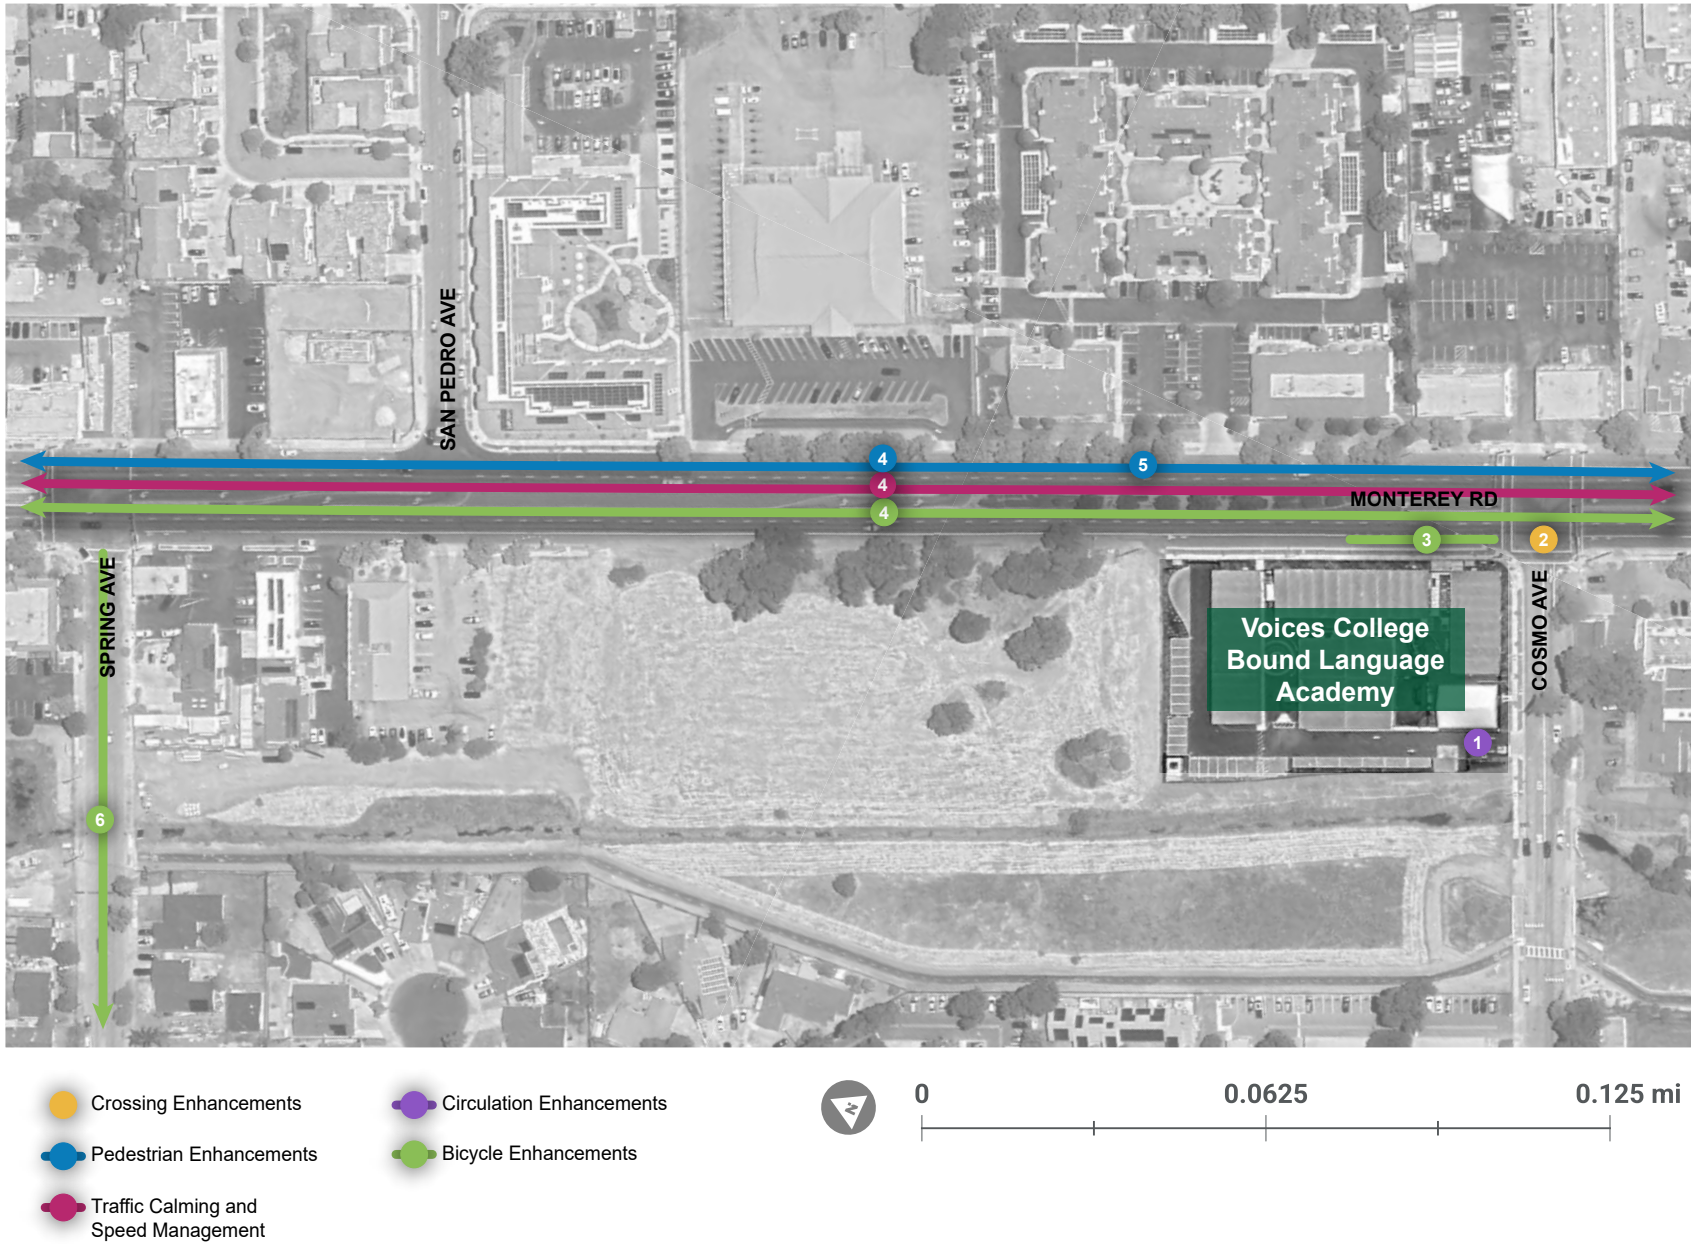 SAN PEDRO AVE
4
5
4
MONTEREY RD
4
3
2
SPRING AVE
COSMO AVE
Voices College
Bound Language
Academy
1
6
Crossing Enhancements
Circulation Enhancements
Pedestrian Enhancements
Bicycle Enhancements
Traffic Calming and
Speed Management
N
0
0.0625
0.125 mi